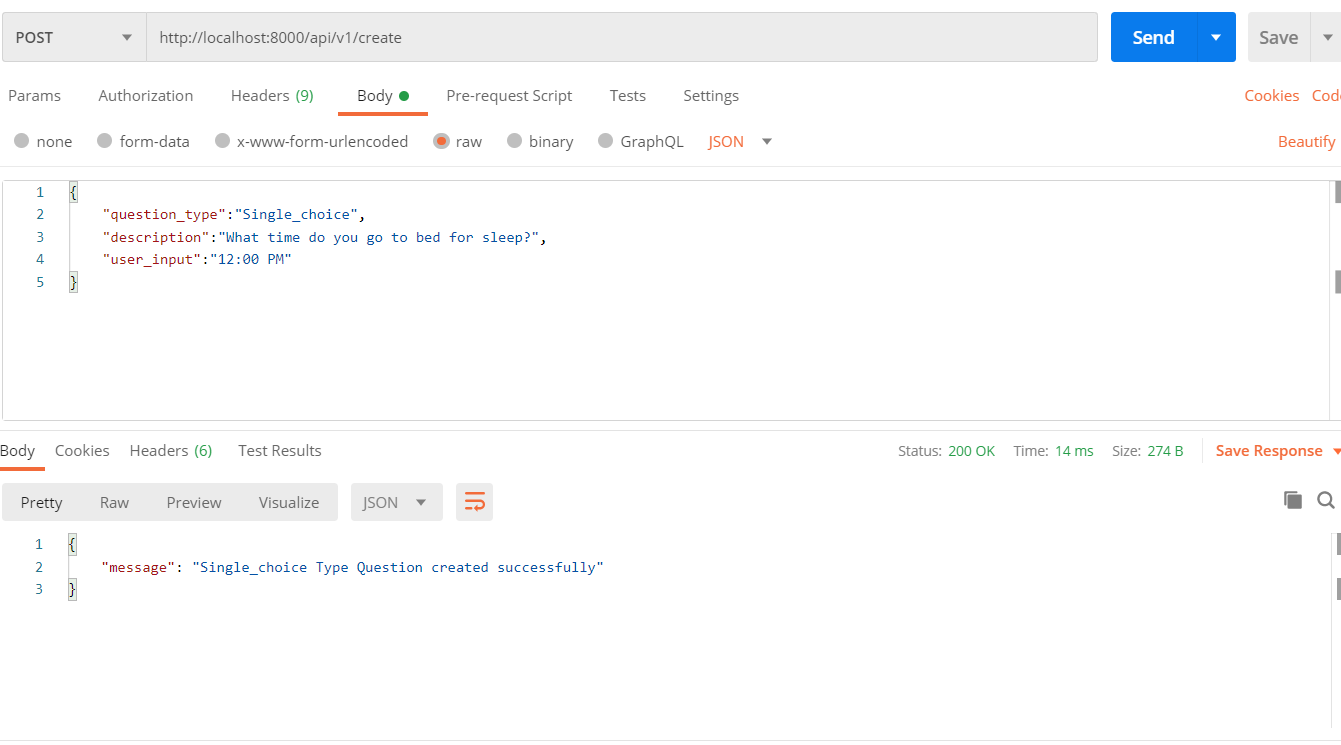 POST http://localhost:8000/api/v1/create Send Save
Params Authorization Headers (9) Body Pre-request Script Tests Settings Cookies Code
none form-data x-www-form-urlencoded raw binary GraphQL JSON Beautify
1 {
2 "question_type":"Single_choice",
3 "description":"What time do you go to bed for sleep?",
4 "user_input":"12:00 PM"
5 }
Body Cookies Headers (6) Test Results Status: 200 OK Time: 14 ms Size: 274 B Save Response
Pretty Raw Preview Visualize JSON
1 {
2 "message": "Single_choice Type Question created successfully"
3 }